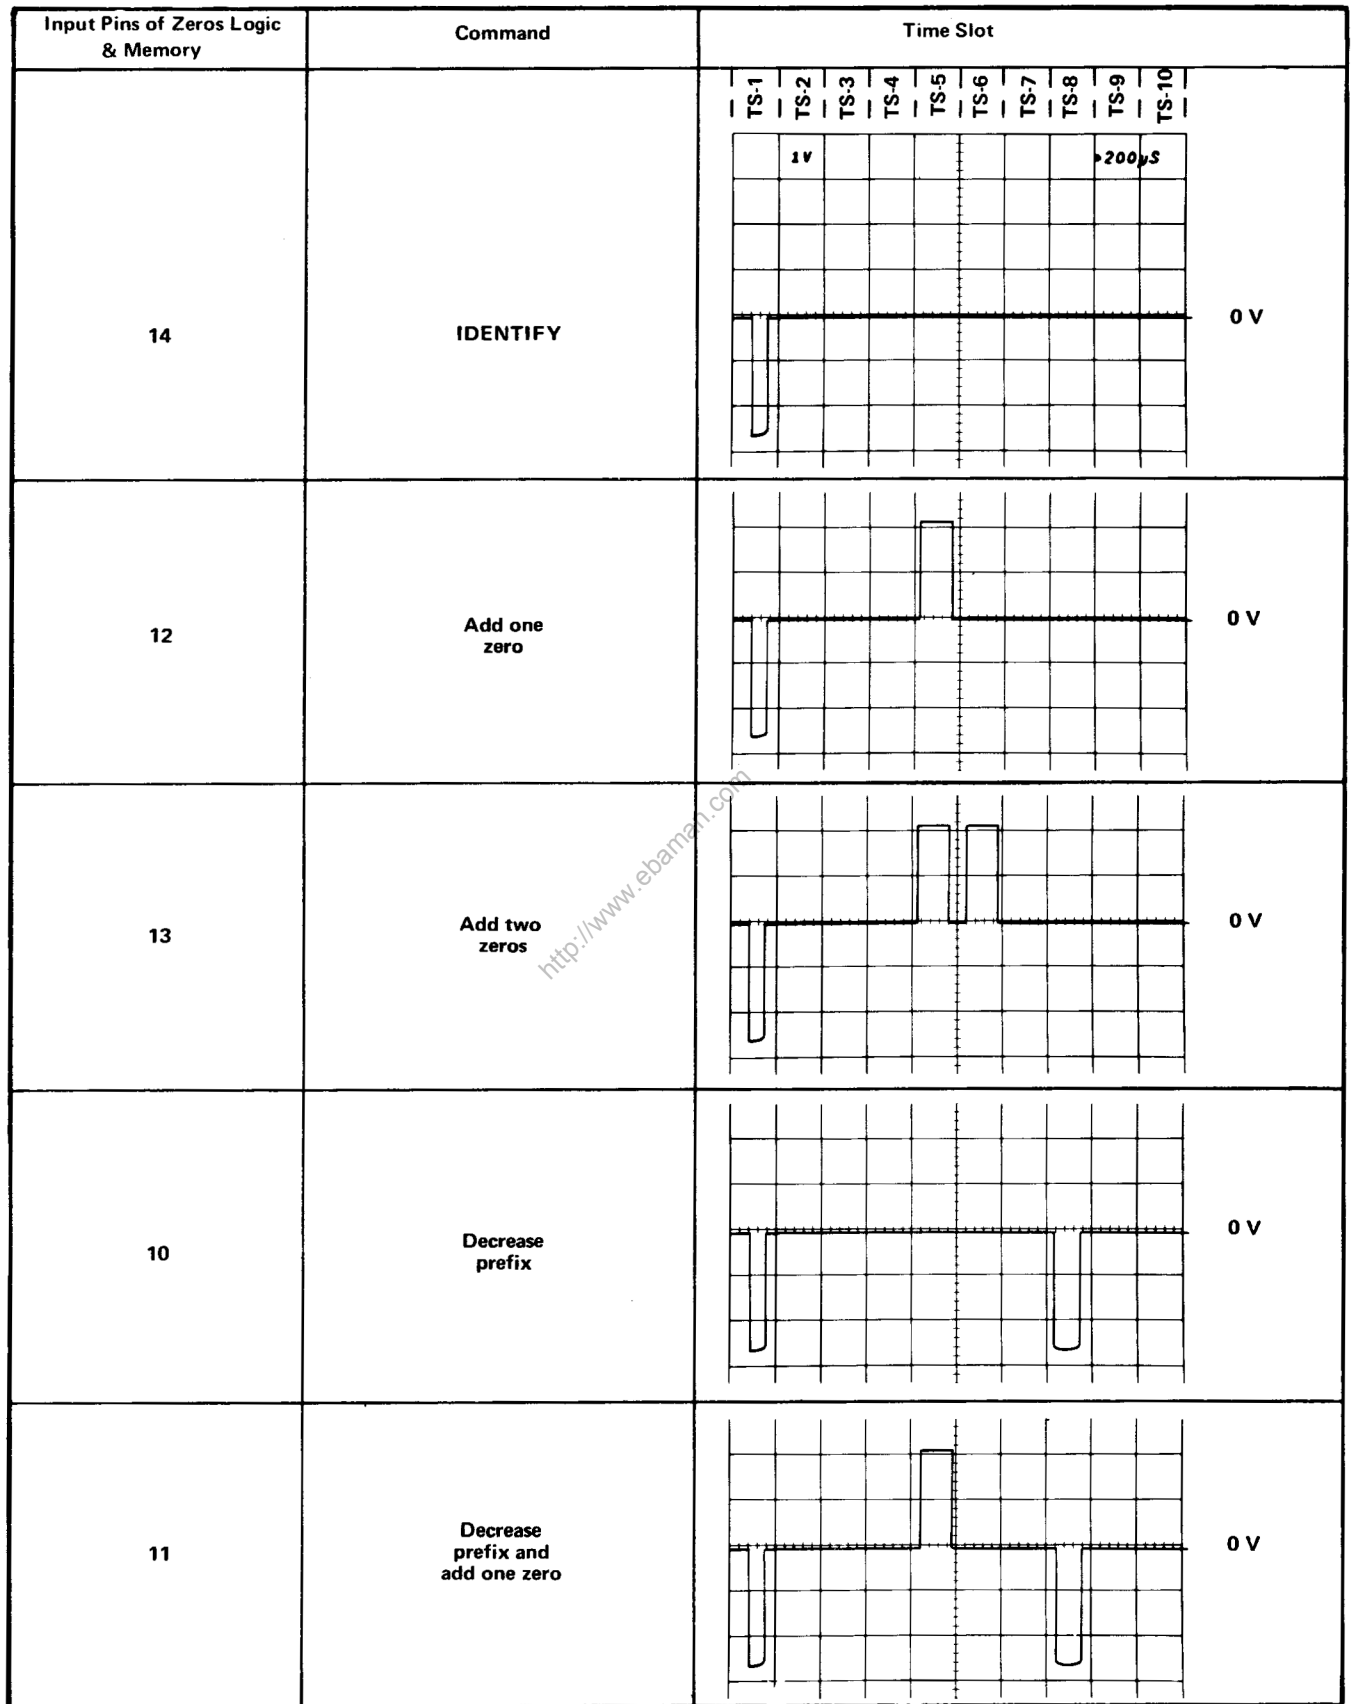 Input Pins of Zeros Logic
& Memory
Command
Time Slot
TS-1
TS-2
TS-3
TS-4
TS-5
TS-6
TS-7
TS-8
TS-9
TS-10
1V
200µS
14
IDENTIFY
0 V
12
Add one
zero
0 V
13
Add two
zeros
0 V
http://www.ebaman.com
10
Decrease
prefix
0 V
11
Decrease
prefix and
add one zero
0 V